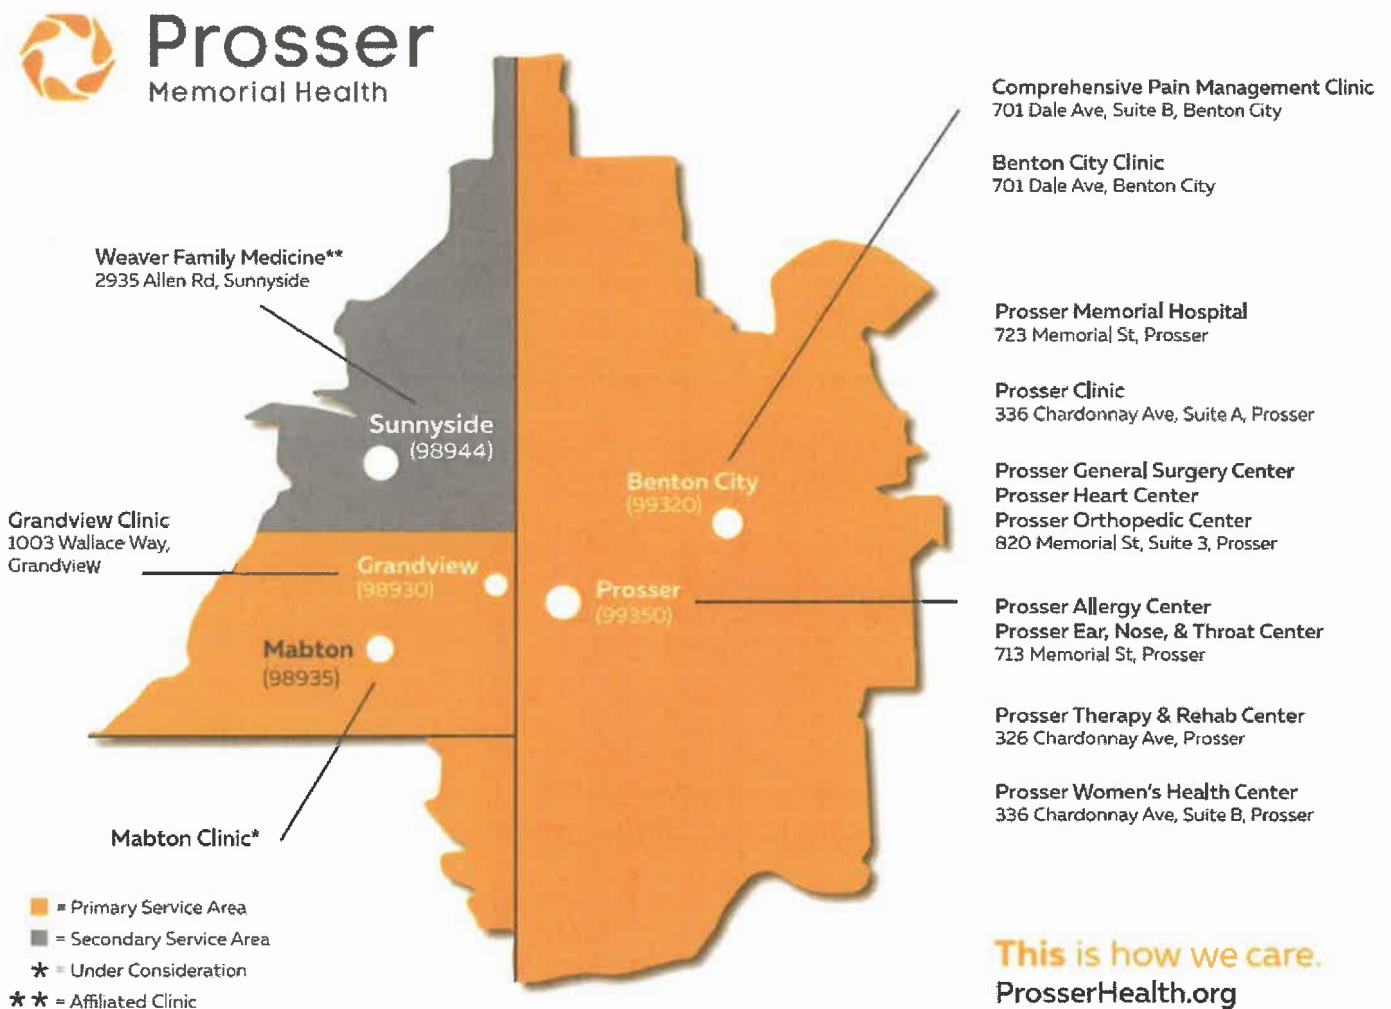 Prosser
Memorial Health
Comprehensive Pain Management Clinic
701 Dale Ave, Suite B, Benton City
Benton City Clinic
701 Dale Ave, Benton City
Weaver Family Medicine**
2935 Allen Rd, Sunnyside
Prosser Memorial Hospital
723 Memorial St, Prosser
Prosser Clinic
336 Chardonnay Ave, Suite A, Prosser
Sunnyside
(98944)
Prosser General Surgery Center
Prosser Heart Center
Prosser Orthopedic Center
820 Memorial St, Suite 3, Prosser
Benton City
(99320)
Grandview Clinic
1003 Wallace Way,
Grandview
Grandview
(98930)
Prosser
(99350)
Prosser Allergy Center
Prosser Ear, Nose, & Throat Center
713 Memorial St, Prosser
Mabton
(98935)
Prosser Therapy & Rehab Center
326 Chardonnay Ave, Prosser
Prosser Women's Health Center
336 Chardonnay Ave, Suite B, Prosser
Mabton Clinic*
= Primary Service Area
= Secondary Service Area
* = Under Consideration
** = Affiliated Clinic
This is how we care.
ProsserHealth.org